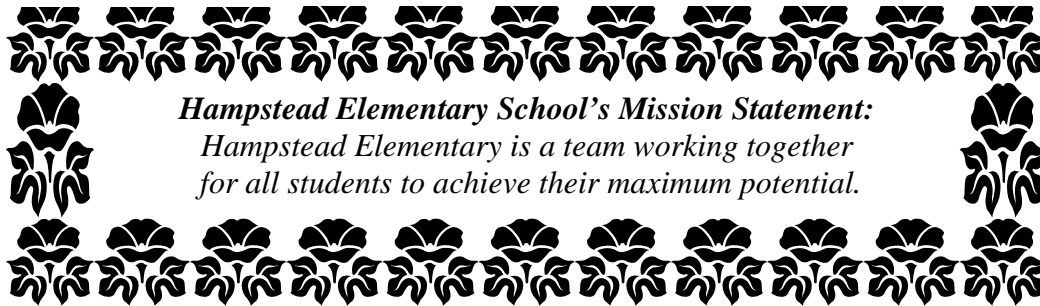 Hampstead Elementary School’s Mission Statement:
Hampstead Elementary is a team working together
for all students to achieve their maximum potential.